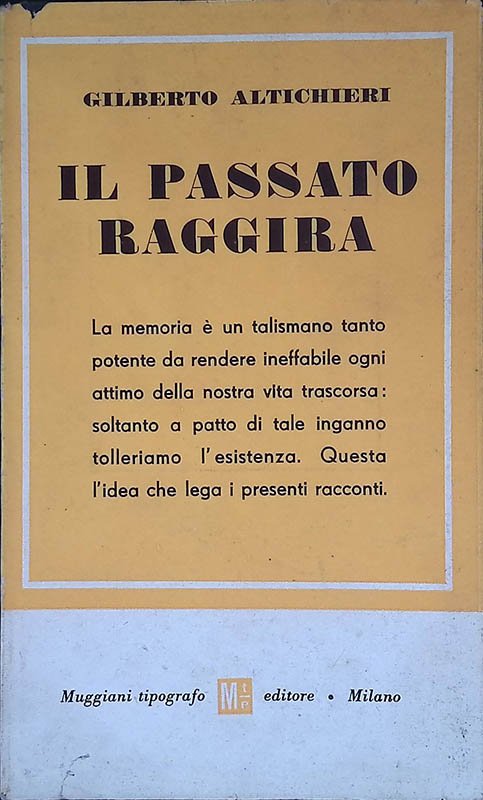 GILBERTO ALTICHIERI
IL PASSATO
RAGGIRA
La memoria è un talismano tanto
potente da rendere ineffabile ogni
attimo della nostra vita trascorsa:
soltanto a patto di tale inganno
tolleriamo l'esistenza. Questa
l'idea che lega i presenti racconti.
Muggiani tipografo Mt/e editore • Milano